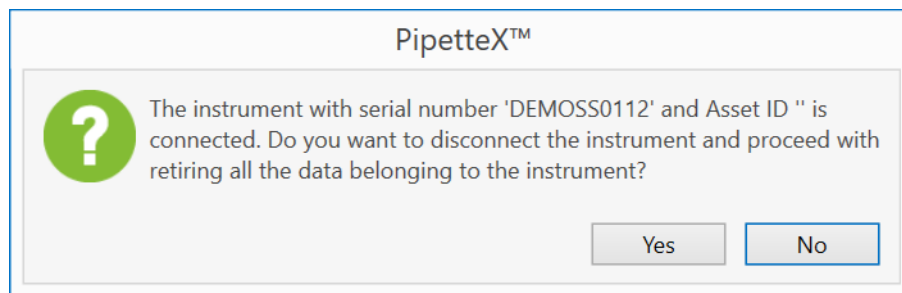 PipetteX™
The instrument with serial number 'DEMOSS0112' and Asset ID '' is
connected. Do you want to disconnect the instrument and proceed with
retiring all the data belonging to the instrument?
Yes No